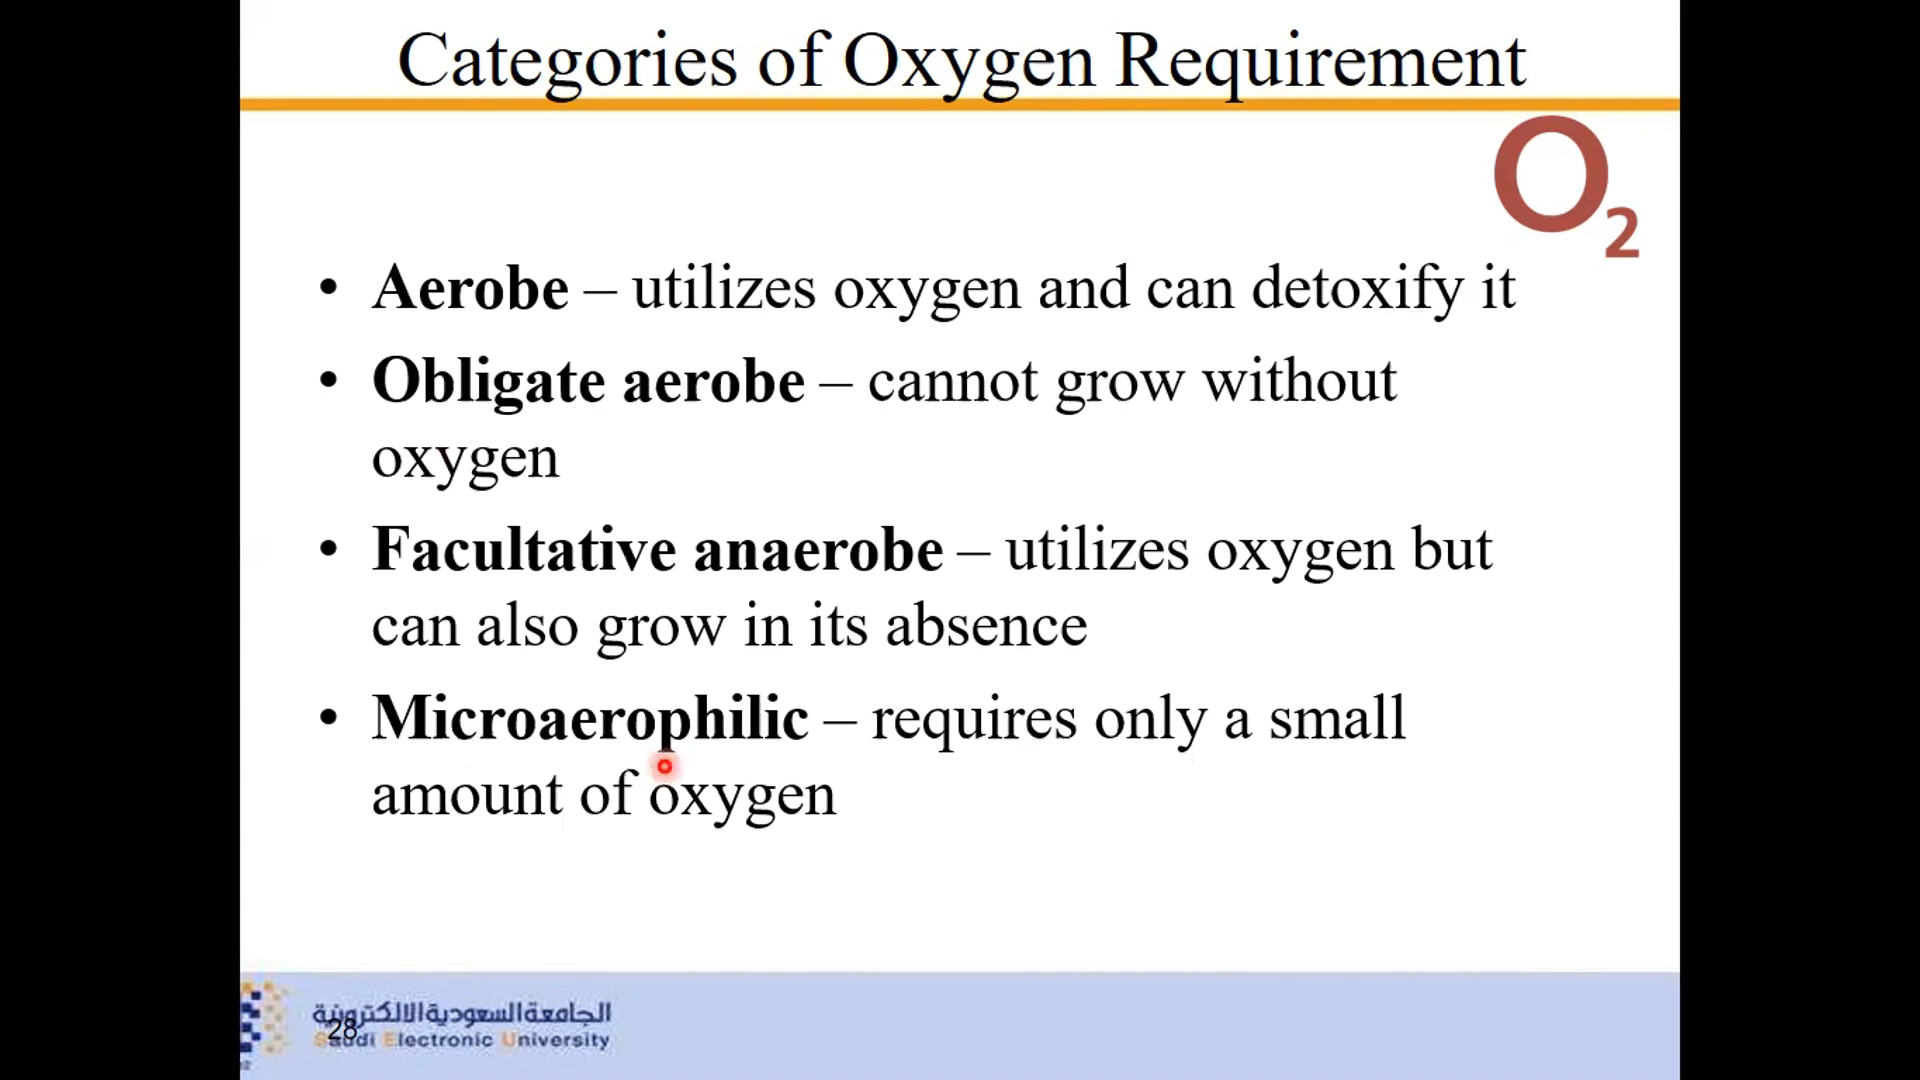 Categories of Oxygen Requirement
O2
• Aerobe – utilizes oxygen and can detoxify it
• Obligate aerobe – cannot grow without
oxygen
• Facultative anaerobe – utilizes oxygen but
can also grow in its absence
• Microaerophilic – requires only a small
amount of oxygen
الجامعة السعودية الالكترونية
28
Saudi Electronic University